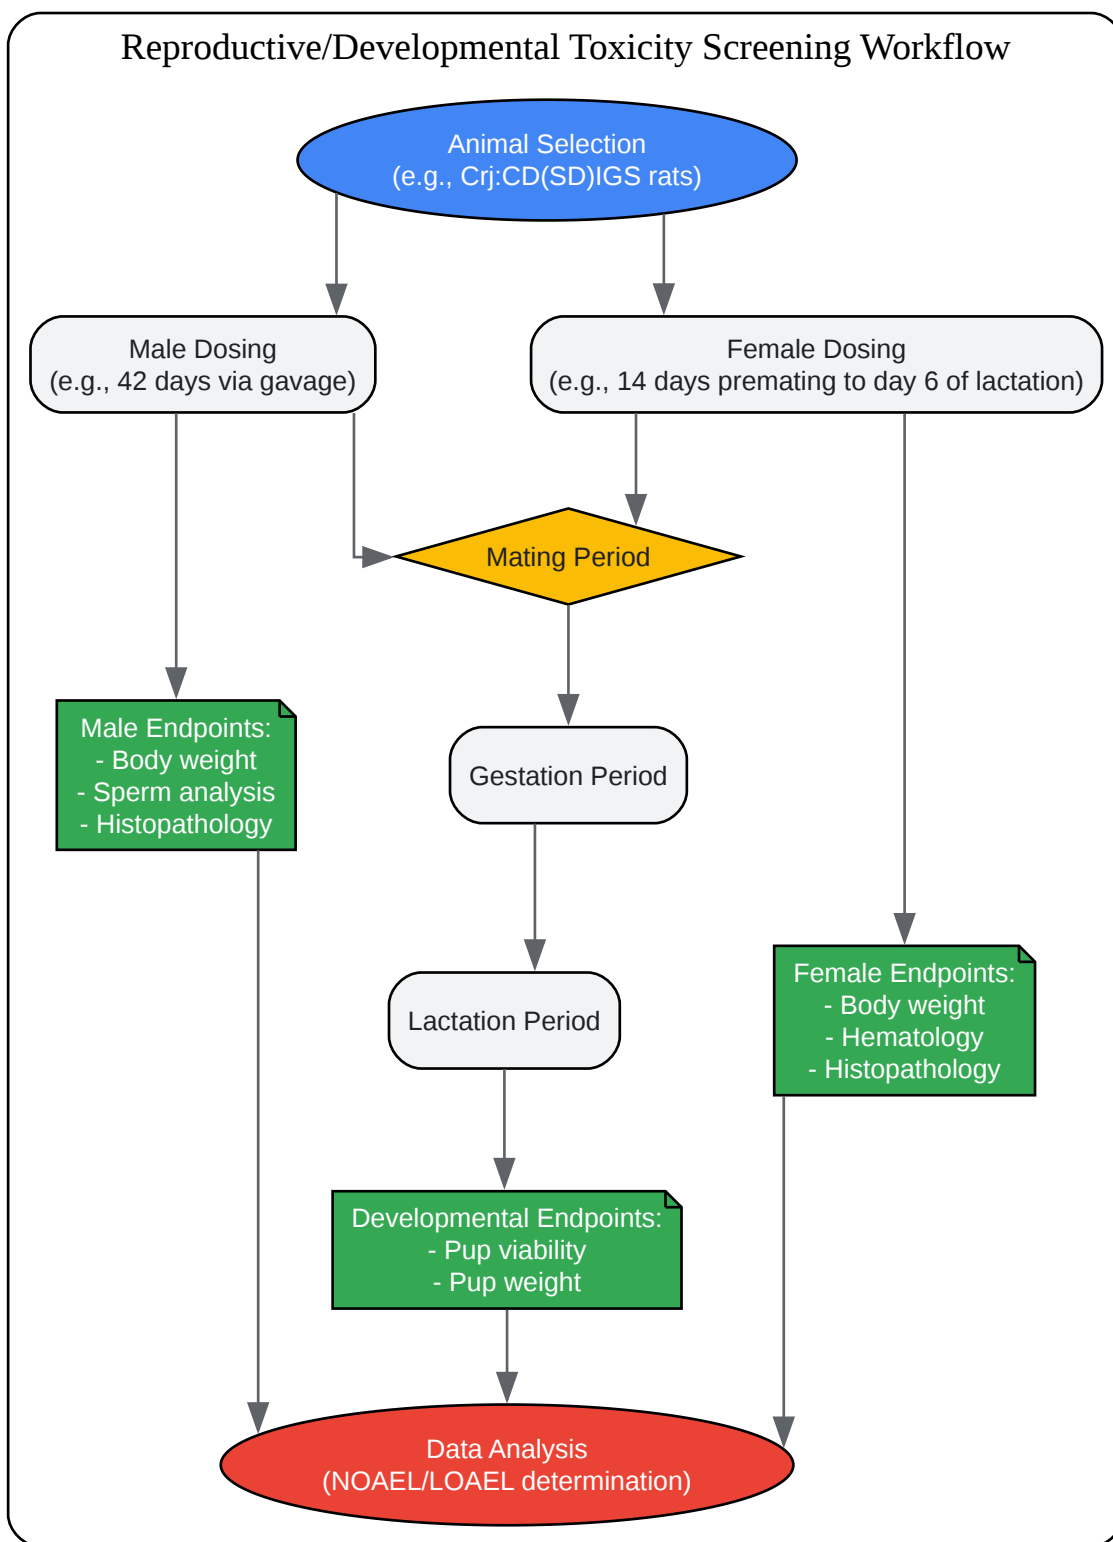 Reproductive/Developmental Toxicity Screening Workflow
Animal Selection
(e.g., Crj:CD(SD)IGS rats)
Male Dosing
(e.g., 42 days via gavage)
Female Dosing
(e.g., 14 days premating to day 6 of lactation)
Mating Period
Male Endpoints:
- Body weight
- Sperm analysis
- Histopathology
Gestation Period
Female Endpoints:
- Body weight
- Hematology
- Histopathology
Lactation Period
Developmental Endpoints:
- Pup viability
- Pup weight
Data Analysis
(NOAEL/LOAEL determination)